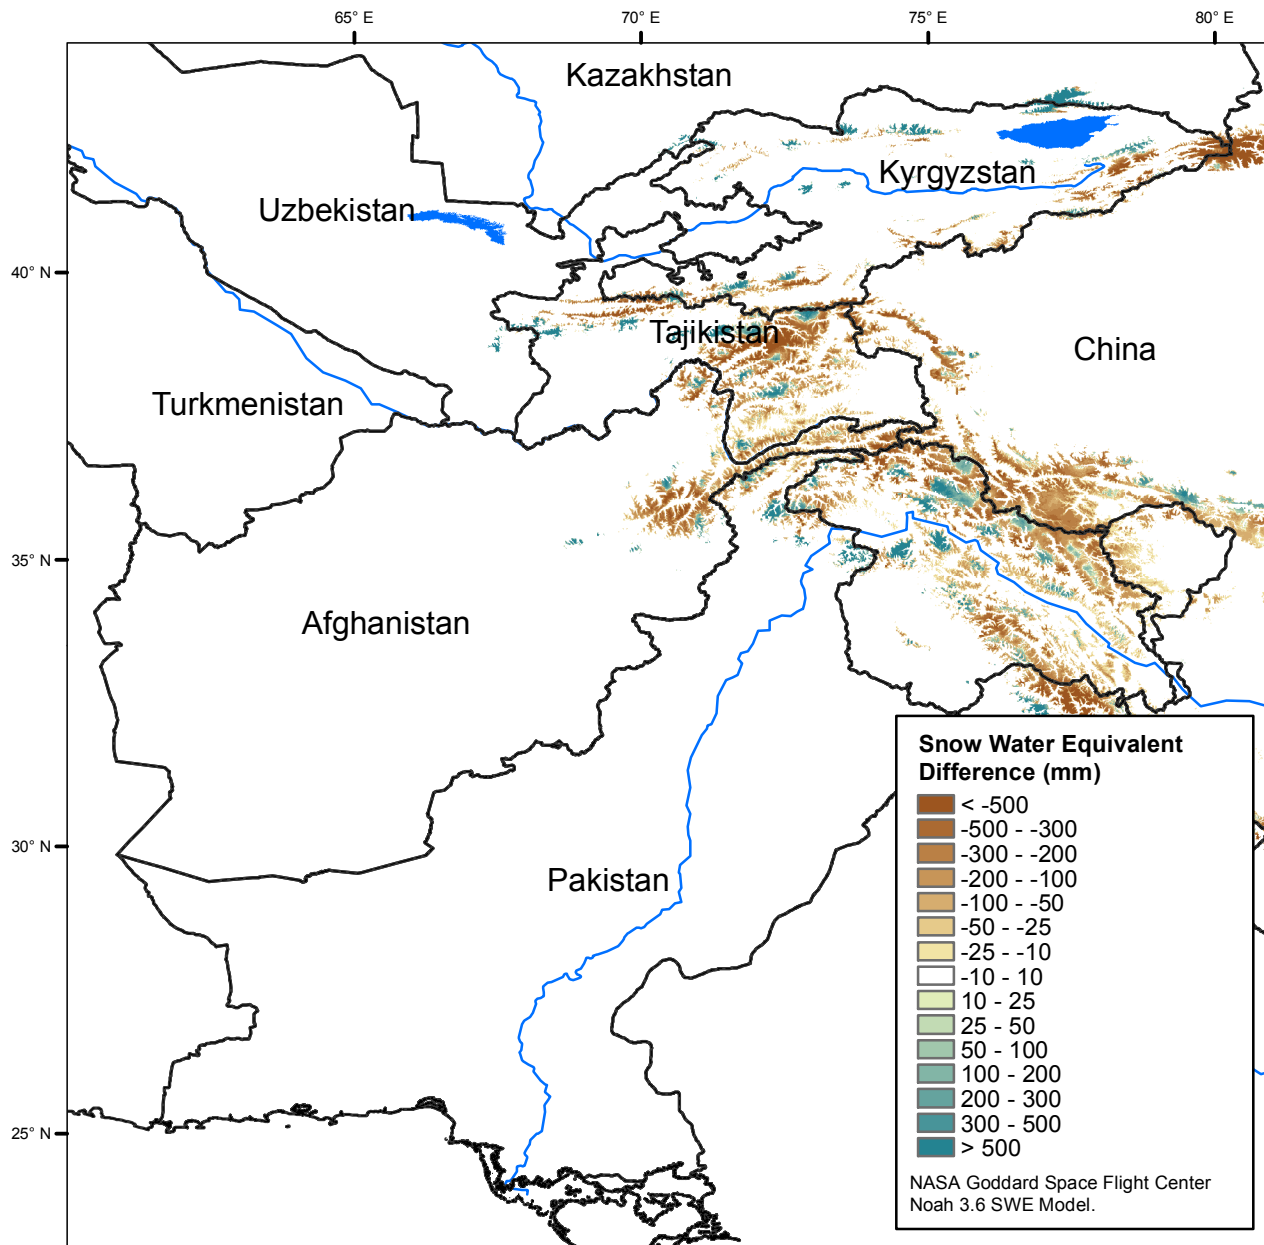 65° E
70° E
75° E
80° E
Kazakhstan
Kyrgyzstan
Uzbekistan
40° N
Tajikistan
China
Turkmenistan
35° N
Afghanistan
30° N
Pakistan
25° N
Snow Water Equivalent
Difference (mm)
< -500
-500 - -300
-300 - -200
-200 - -100
-100 - -50
-50 - -25
-25 - -10
-10 - 10
10 - 25
25 - 50
50 - 100
100 - 200
200 - 300
300 - 500
> 500
NASA Goddard Space Flight Center
Noah 3.6 SWE Model.